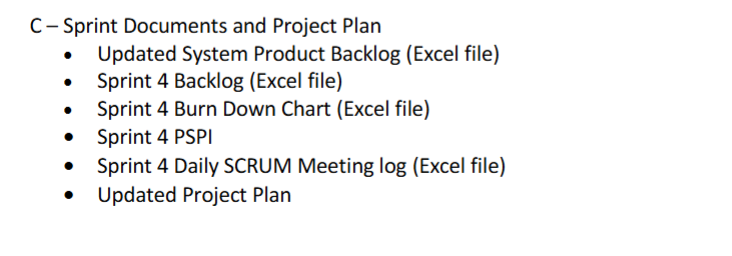 C – Sprint Documents and Project Plan
• Updated System Product Backlog (Excel file)
• Sprint 4 Backlog (Excel file)
• Sprint 4 Burn Down Chart (Excel file)
• Sprint 4 PSPI
• Sprint 4 Daily SCRUM Meeting log (Excel file)
• Updated Project Plan